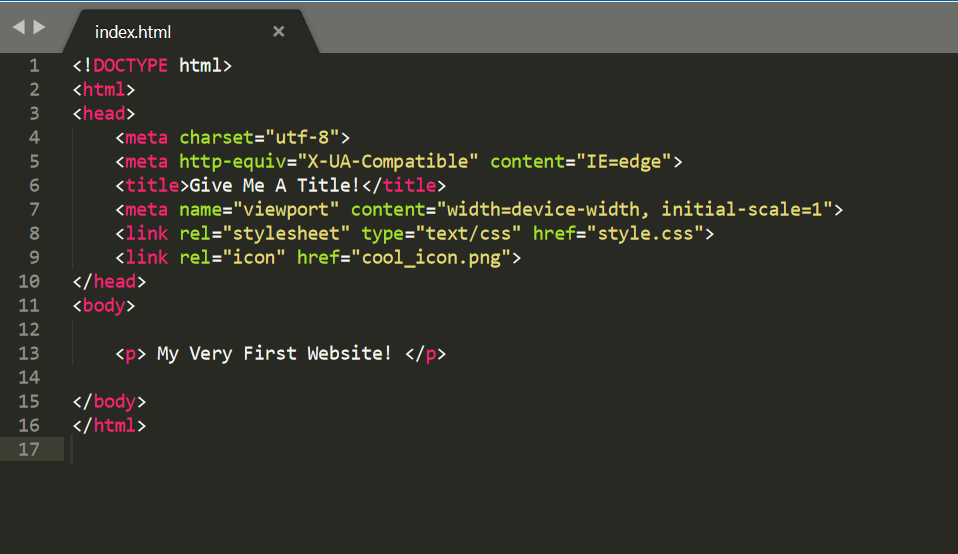 index.html ×
1 <!DOCTYPE html>
2 <html>
3 <head>
4     <meta charset="utf-8">
5     <meta http-equiv="X-UA-Compatible" content="IE=edge">
6     <title>Give Me A Title!</title>
7     <meta name="viewport" content="width=device-width, initial-scale=1">
8     <link rel="stylesheet" type="text/css" href="style.css">
9     <link rel="icon" href="cool_icon.png">
10 </head>
11 <body>
12
13     <p> My Very First Website! </p>
14
15 </body>
16 </html>
17